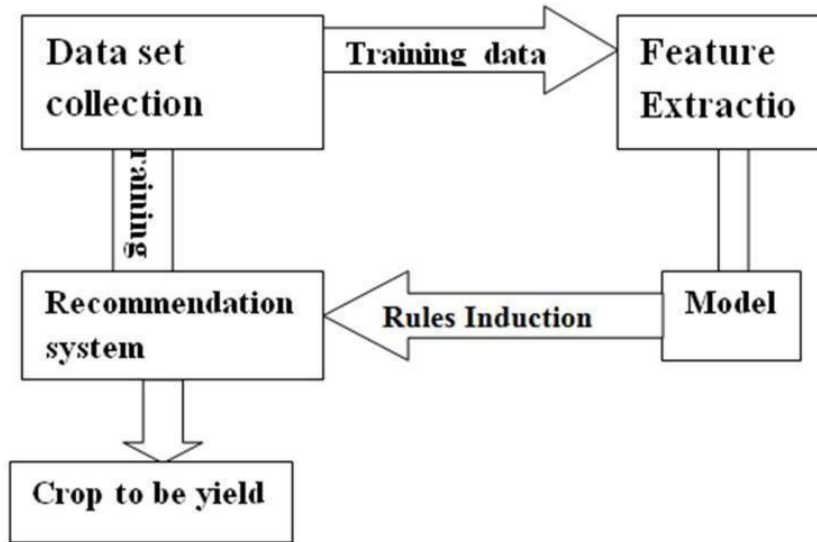 Data set
collection
Training data
Feature
Extractio
raining
Recommendation
system
Rules Induction
Model
Crop to be yield